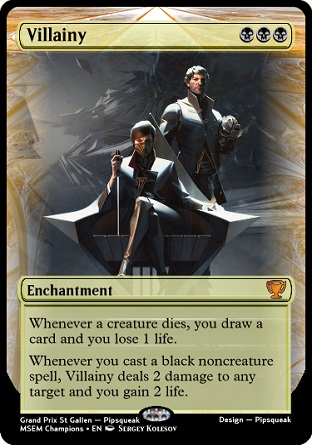 Villainy
Enchantment
Whenever a creature dies, you draw a
card and you lose 1 life.
Whenever you cast a black noncreature
spell, Villainy deals 2 damage to any
target and you gain 2 life.
Grand Prix St Gallen — Pipsqueak
Design — Pipsqueak
MSEM Champions • EN Sergey Kolesov